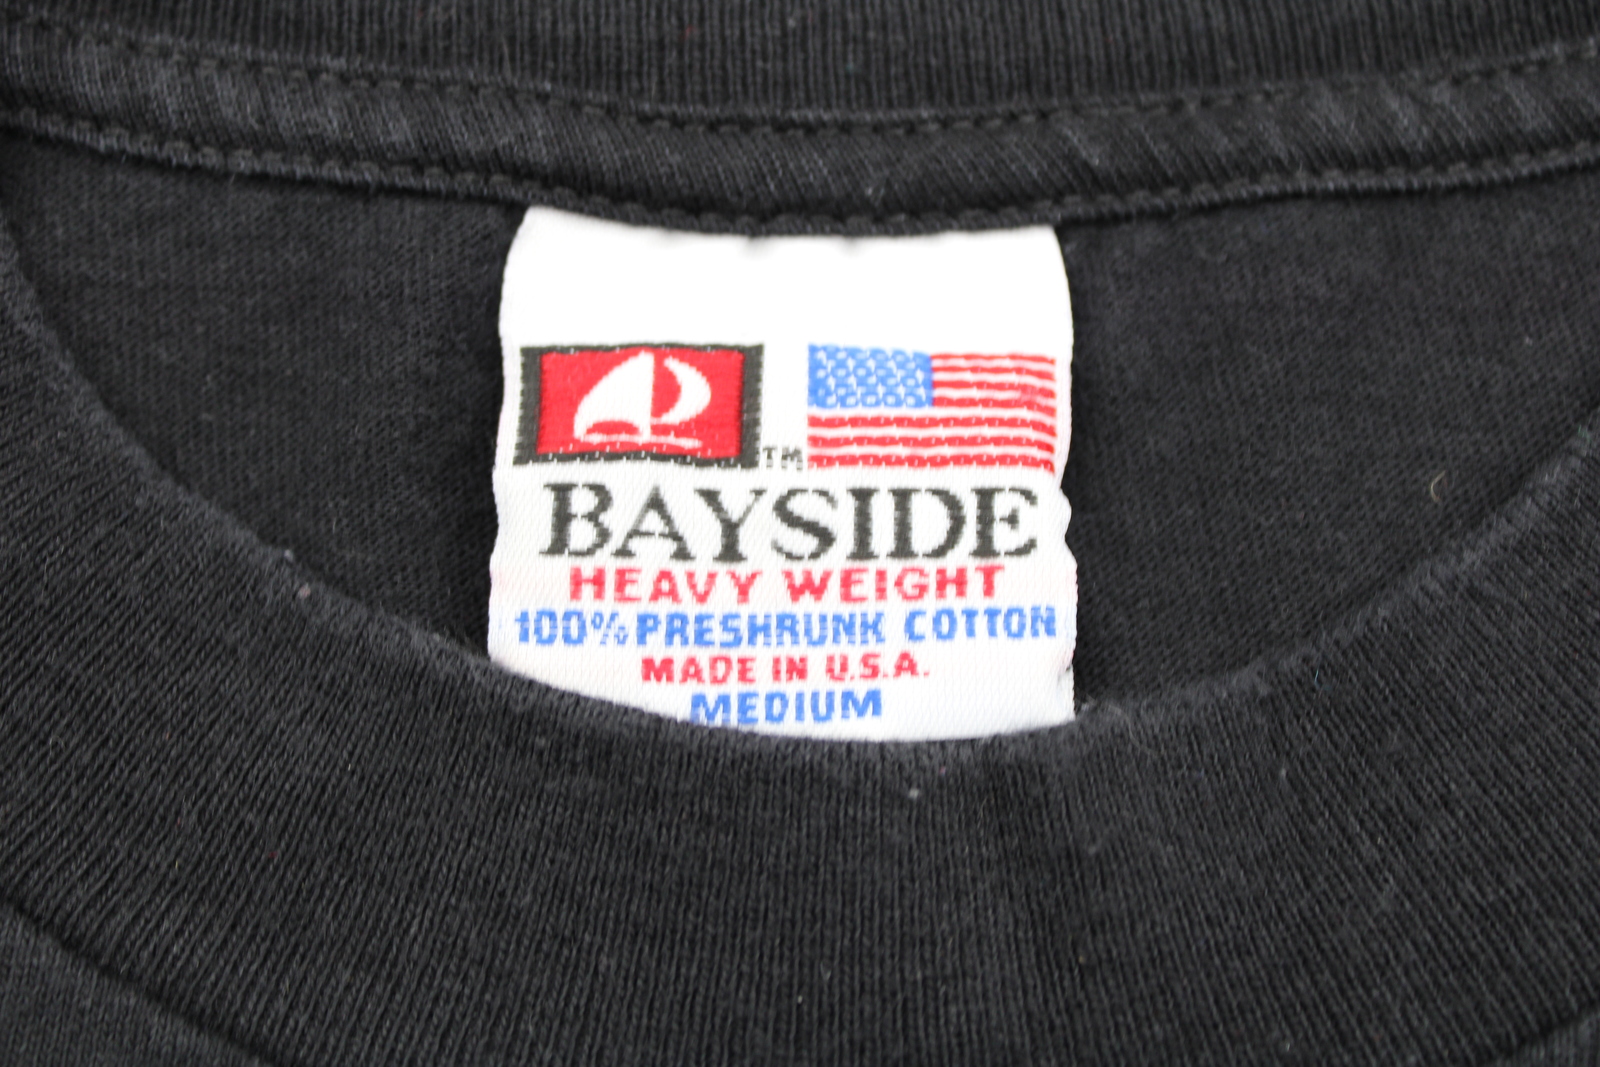 TM
BAYSIDE
HEAVY WEIGHT
100% PRESHRUNK COTTON
MADE IN U.S.A.
MEDIUM